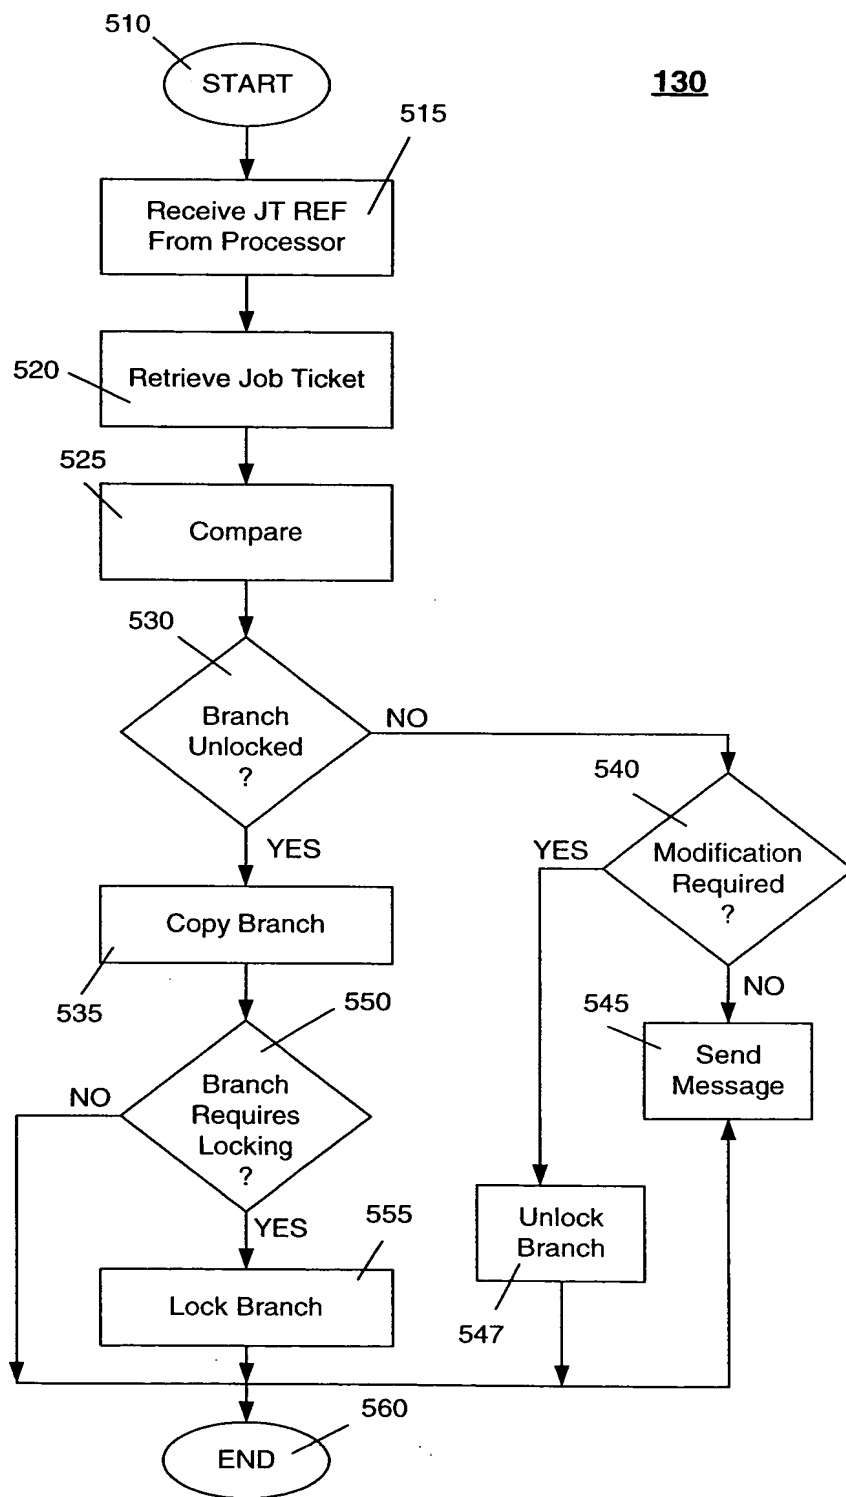 510
START
130
515
Receive JT REF
From Processor
520
Retrieve Job Ticket
525
Compare
530
Branch
Unlocked
?
NO
540
YES
Modification
Required
?
YES
Copy Branch
535
NO
545
Send
Message
550
NO
Branch
Requires
Locking
?
YES
555
Unlock
Branch
547
Lock Branch
560
END